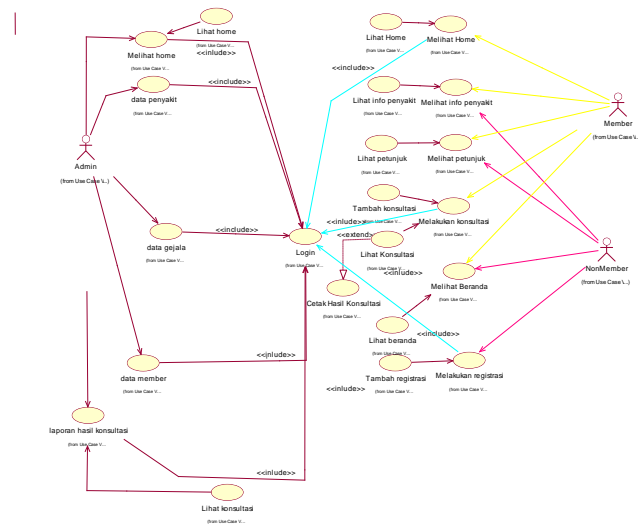 Lihat home
(from Use Case V...
Melihat home
(from Use Case V...
<<inlude>>
<<include>>
data penyakit
(from Use Case V...
Admin
(from Use Case V...)
data gejala
(from Use Case V...
<<include>>
Login
(from Use Case V...
data member
(from Use Case V...
<<inlude>>
laporan hasil konsultasi
(from Use Case V...
<<inlude>>
Lihat konsultasi
(from Use Case V...
Lihat Home
(from Use Case V...
Melihat Home
(from Use Case V...
<<include>>
Lihat info penyakit
(from Use Case V...
Melihat info penyakit
(from Use Case V...
Member
(from Use Case V...)
Lihat petunjuk
(from Use Case V...
Melihat petunjuk
(from Use Case V...
Tambah konsultasi
(from Use Case V...
Melakukan konsultasi
(from Use Case V...
<<inlude>>
<<extend>>
Lihat Konsultasi
(from Use Case V...
<<inlude>>
Cetak Hasil Konsultasi
(from Use Case V...
Melihat Beranda
(from Use Case V...
NonMember
(from Use Case V...)
Lihat beranda
(from Use Case V...
<<include>>
Tambah registrasi
(from Use Case V...
Melakukan registrasi
(from Use Case V...
<<inlude>>